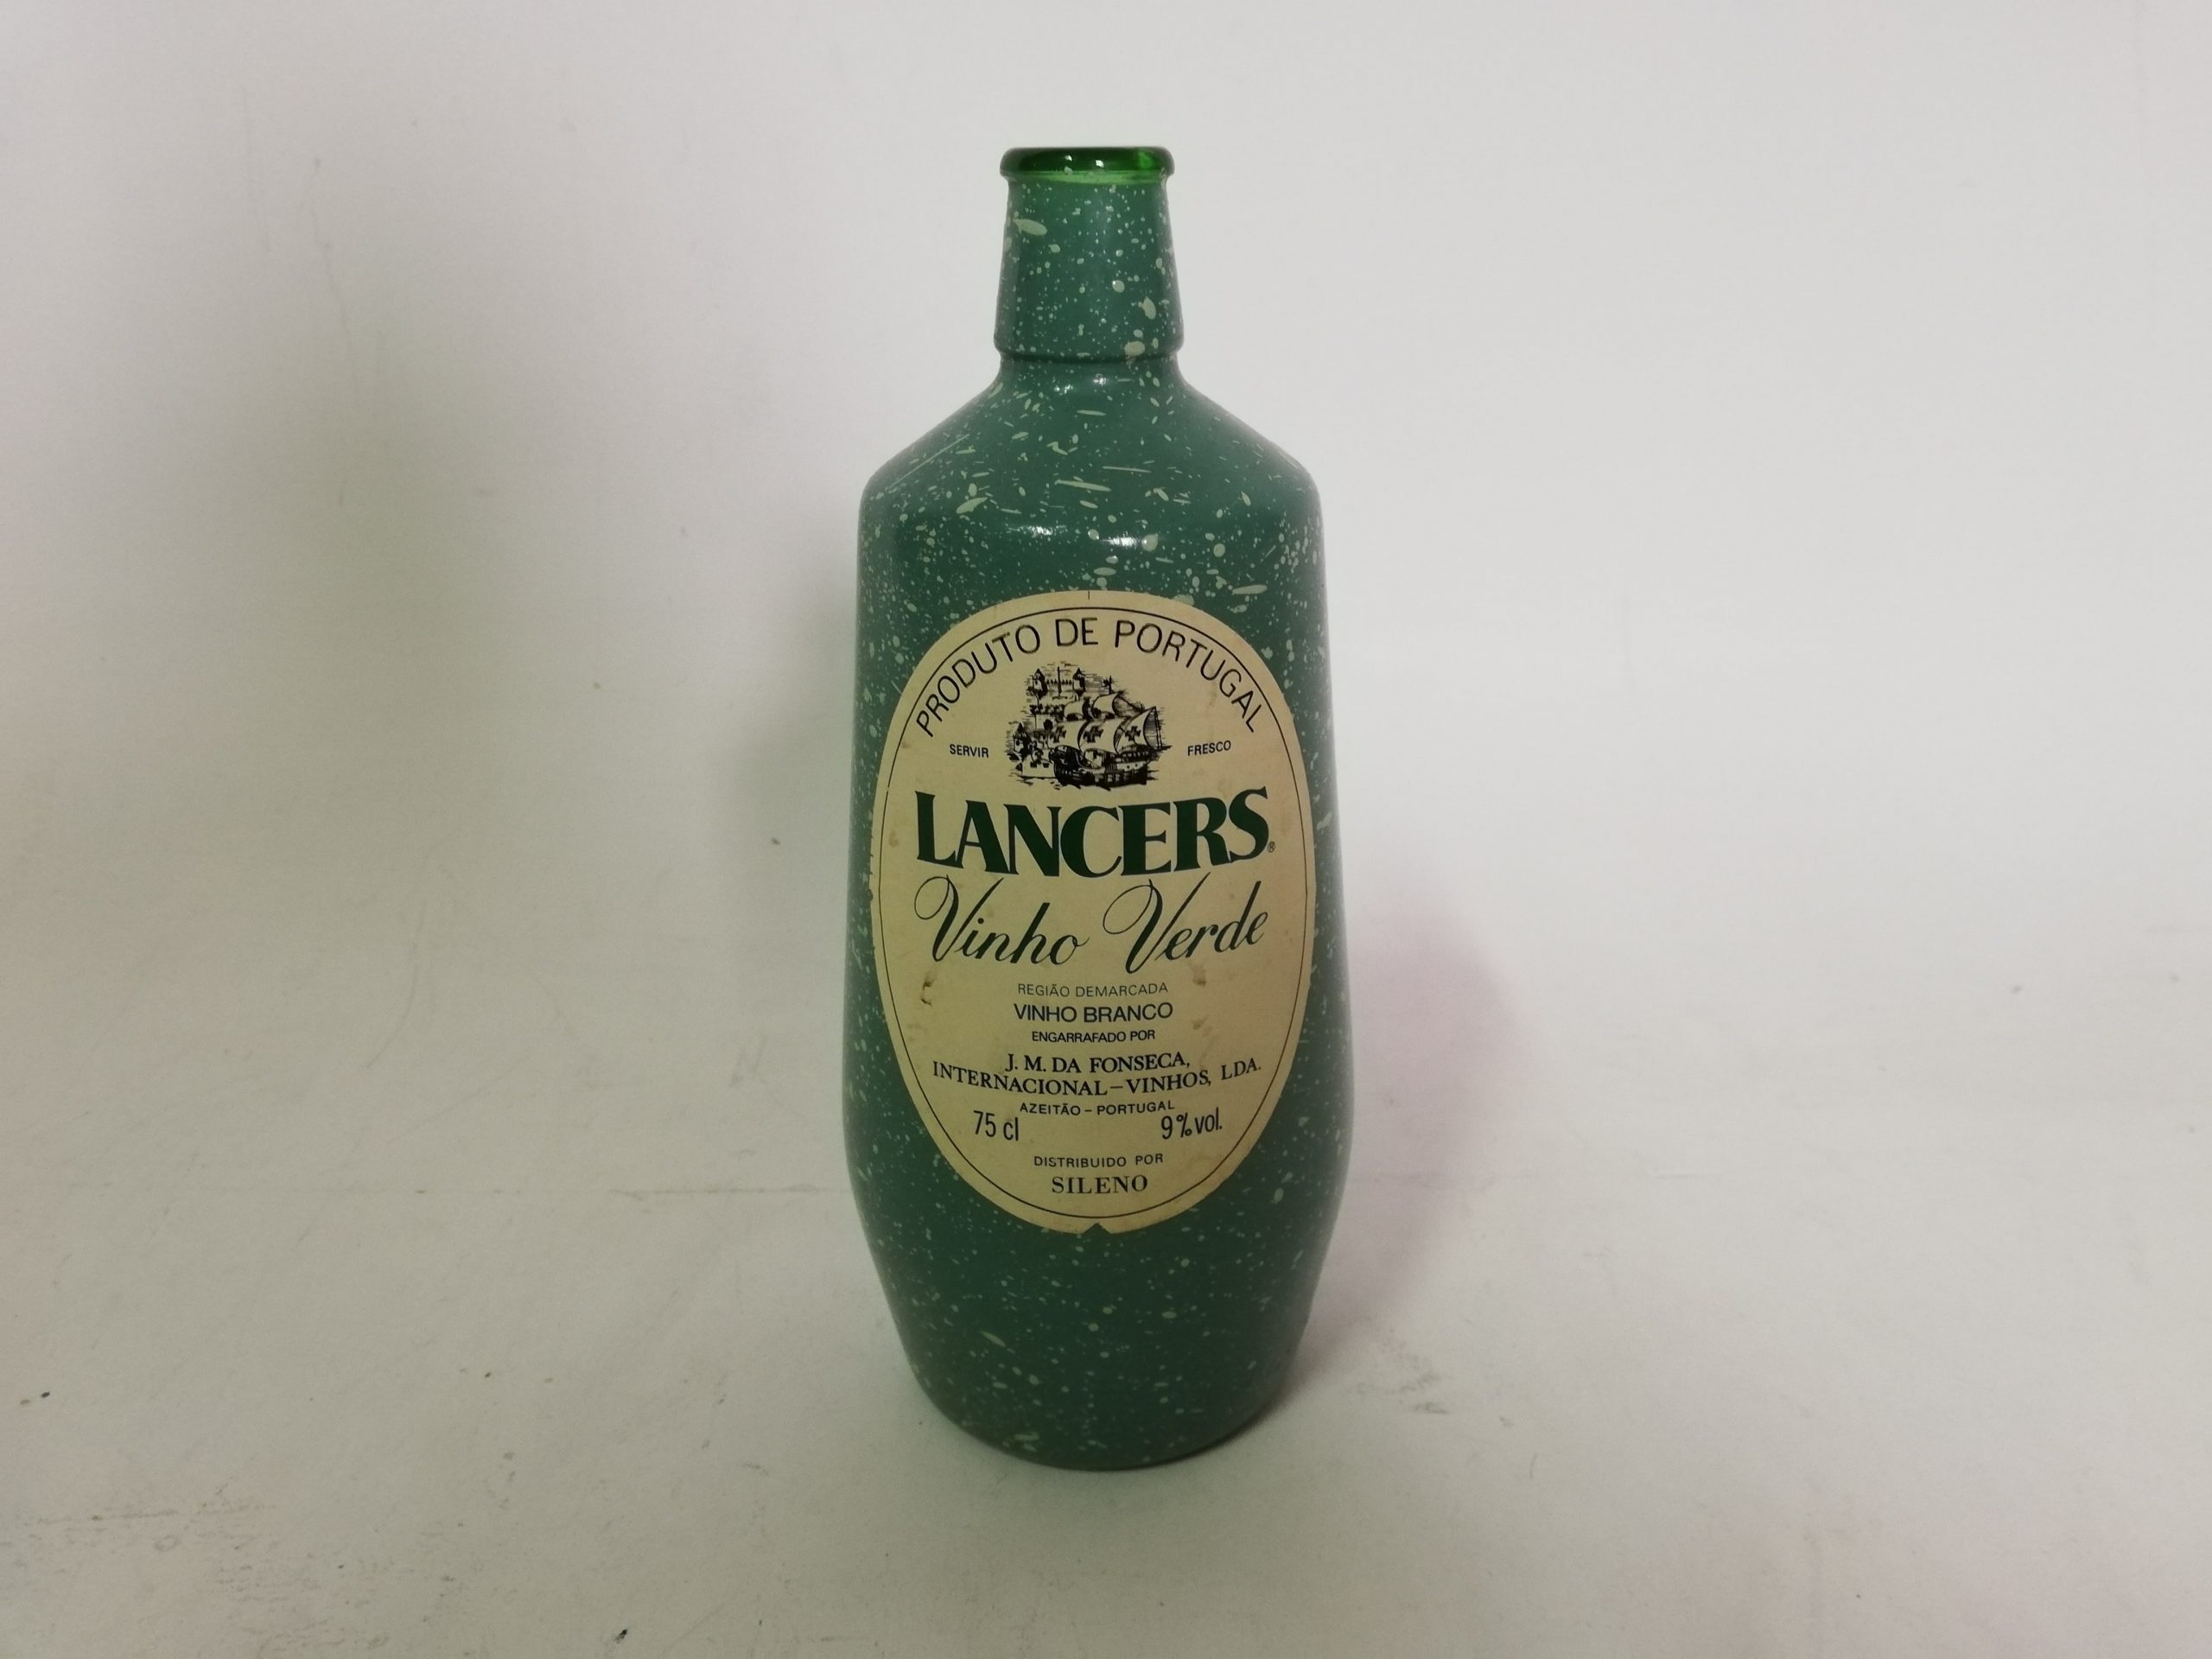 PRODUTO DE PORTUGAL
SERVIR FRESCO
LANCERS®
Vinho Verde
REGIÃO DEMARCADA
VINHO BRANCO
ENGARRAFADO POR
J. M. DA FONSECA,
INTERNACIONAL-VINHOS, LDA.
AZEITÃO - PORTUGAL
75 cl 9% vol.
DISTRIBUIDO POR
SILENO